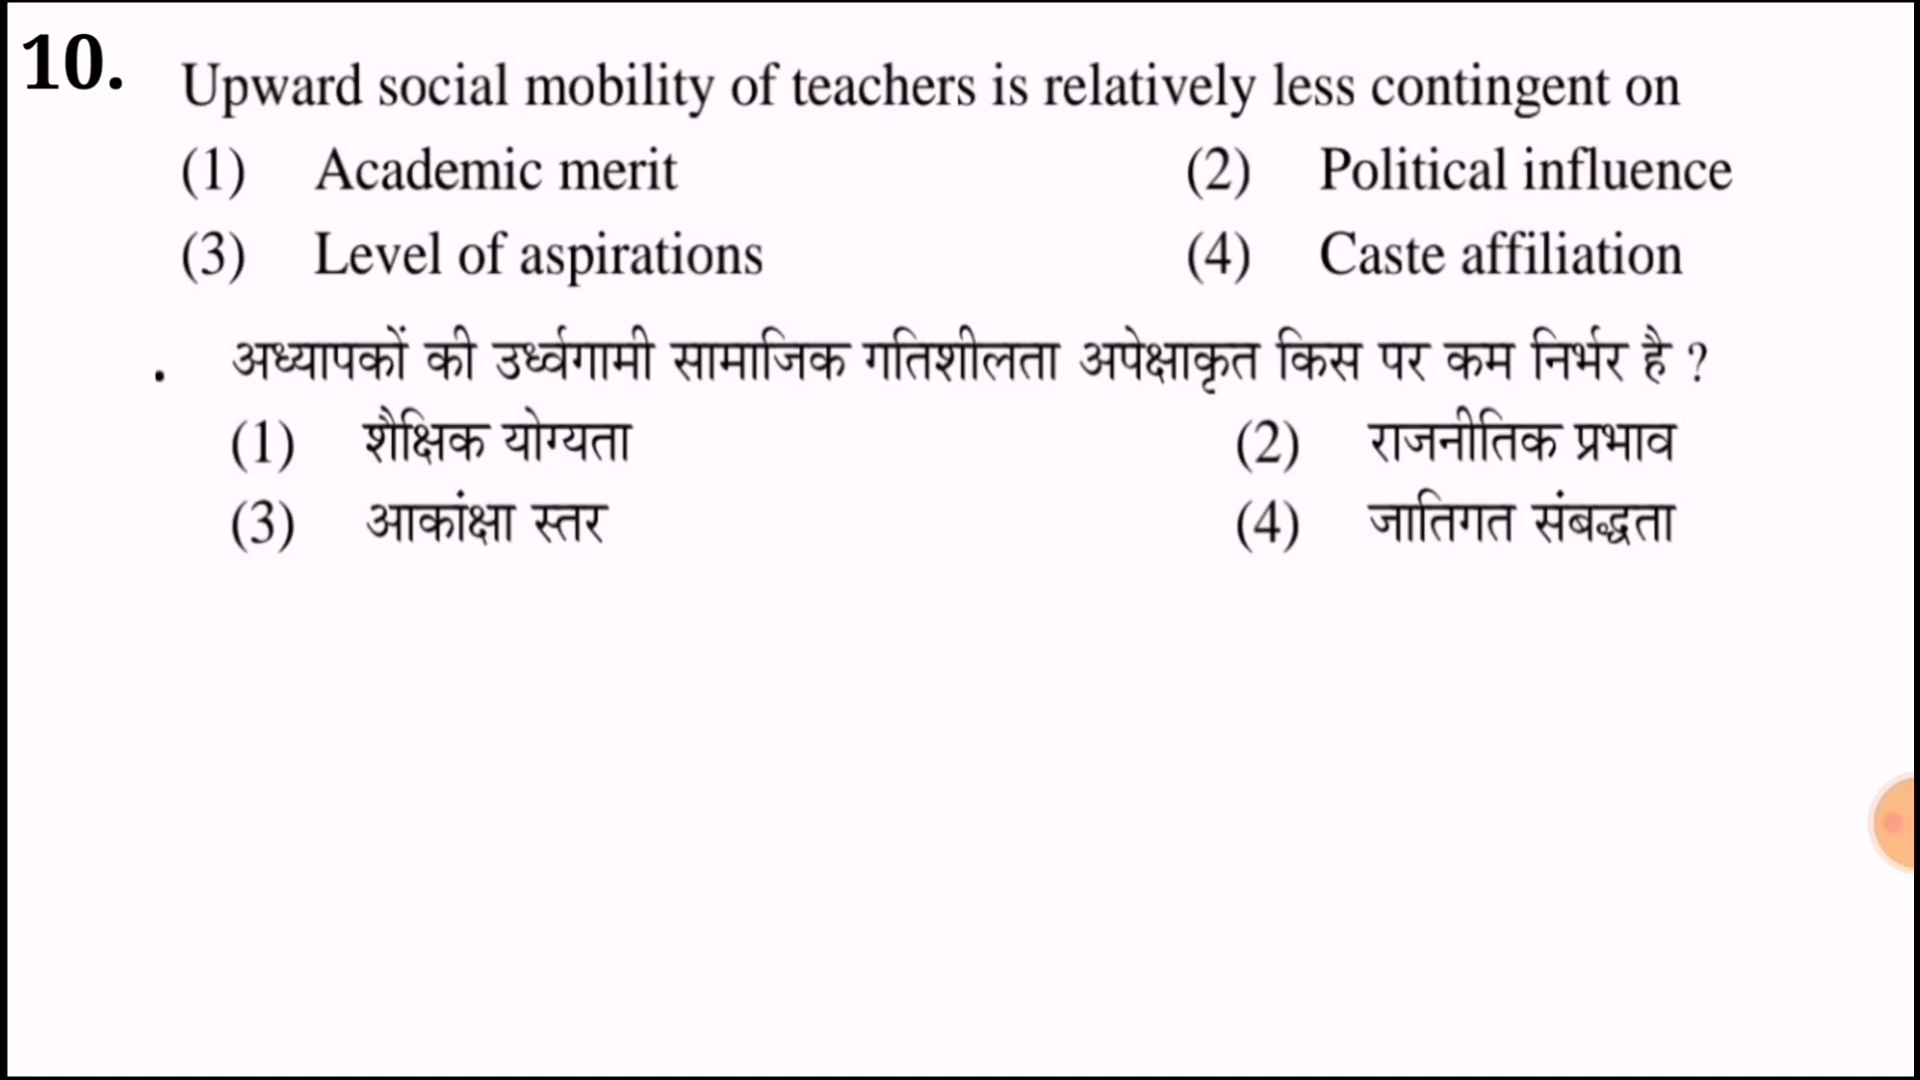 10. Upward social mobility of teachers is relatively less contingent on
(1) Academic merit (2) Political influence
(3) Level of aspirations (4) Caste affiliation
. अध्यापकों की उर्ध्वगामी सामाजिक गतिशीलता अपेक्षाकृत किस पर कम निर्भर है ?
(1) शैक्षिक योग्यता (2) राजनीतिक प्रभाव
(3) आकांक्षा स्तर (4) जातिगत संबद्धता